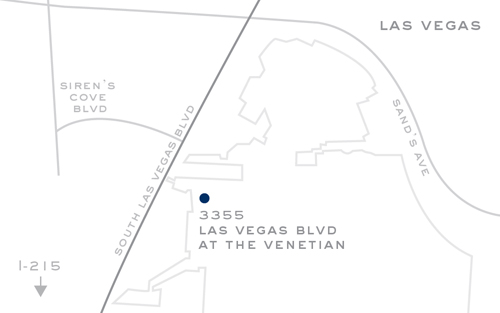 LAS VEGAS
SIREN'S
COVE
BLVD
SAND'S AVE
SOUTH LAS VEGAS BLVD
3355
LAS VEGAS BLVD
AT THE VENETIAN
I-215